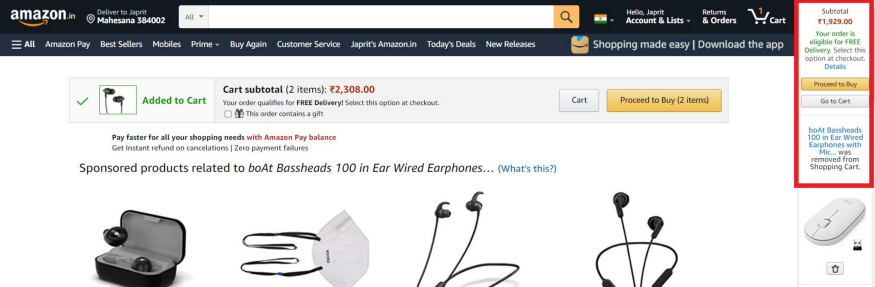 amazon.in
Deliver to Japrit
Mahesana 384002
All
Hello, Japrit
Account & Lists
Returns
& Orders
1
Cart
All
Amazon Pay
Best Sellers
Mobiles
Prime
Buy Again
Customer Service
Japrit's Amazon.in
Today's Deals
New Releases
Shopping made easy | Download the app
Added to Cart
Cart subtotal (2 items): ₹2,308.00
Your order qualifies for FREE Delivery! Select this option at checkout.
This order contains a gift
Cart
Proceed to Buy (2 items)
Pay faster for all your shopping needs with Amazon Pay balance
Get Instant refund on cancelations | Zero payment failures
Sponsored products related to boAt Bassheads 100 in Ear Wired Earphones… (What's this?)
Subtotal
₹1,929.00
Your order is
eligible for FREE
Delivery. Select this
option at checkout.
Details
Proceed to Buy
Go to Cart
boAt Bassheads
100 in Ear Wired
Earphones with
Mic... was
removed from
Shopping Cart.